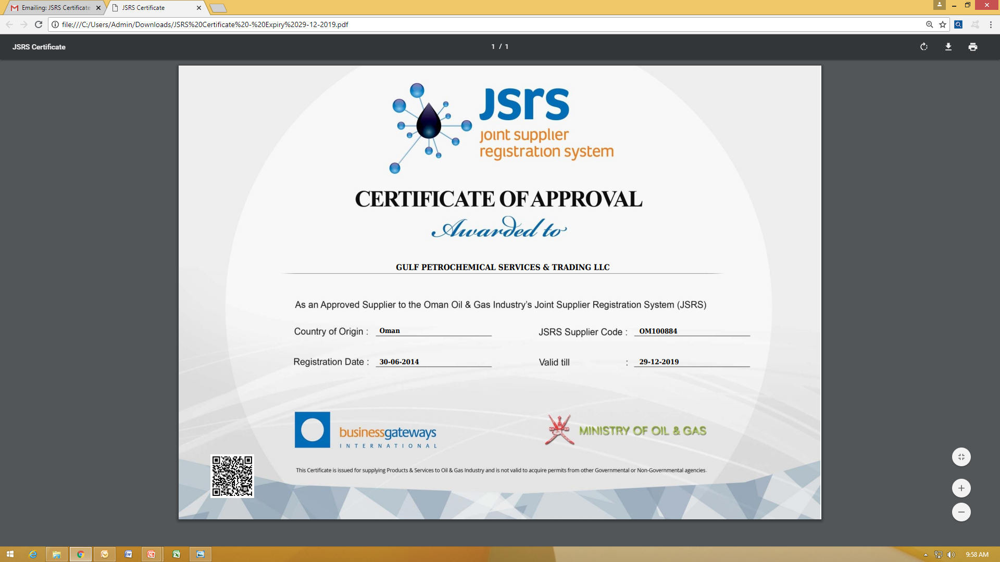 Emailing: JSRS Certificate
JSRS Certificate
file:///C:/Users/Admin/Downloads/JSRS%20Certificate%20-%20Expiry%2029-12-2019.pdf
JSRS Certificate
1 / 1
jsrs
joint supplier
registration system
CERTIFICATE OF APPROVAL
Awarded to
GULF PETROCHEMICAL SERVICES & TRADING LLC
As an Approved Supplier to the Oman Oil & Gas Industry's Joint Supplier Registration System (JSRS)
Country of Origin : Oman
JSRS Supplier Code : OM100884
Registration Date : 30-06-2014
Valid till : 29-12-2019
businessgateways
INTERNATIONAL
MINISTRY OF OIL & GAS
This Certificate is issued for supplying Products & Services to Oil & Gas Industry and is not valid to acquire permits from other Governmental or Non-Governmental agencies.
9:58 AM